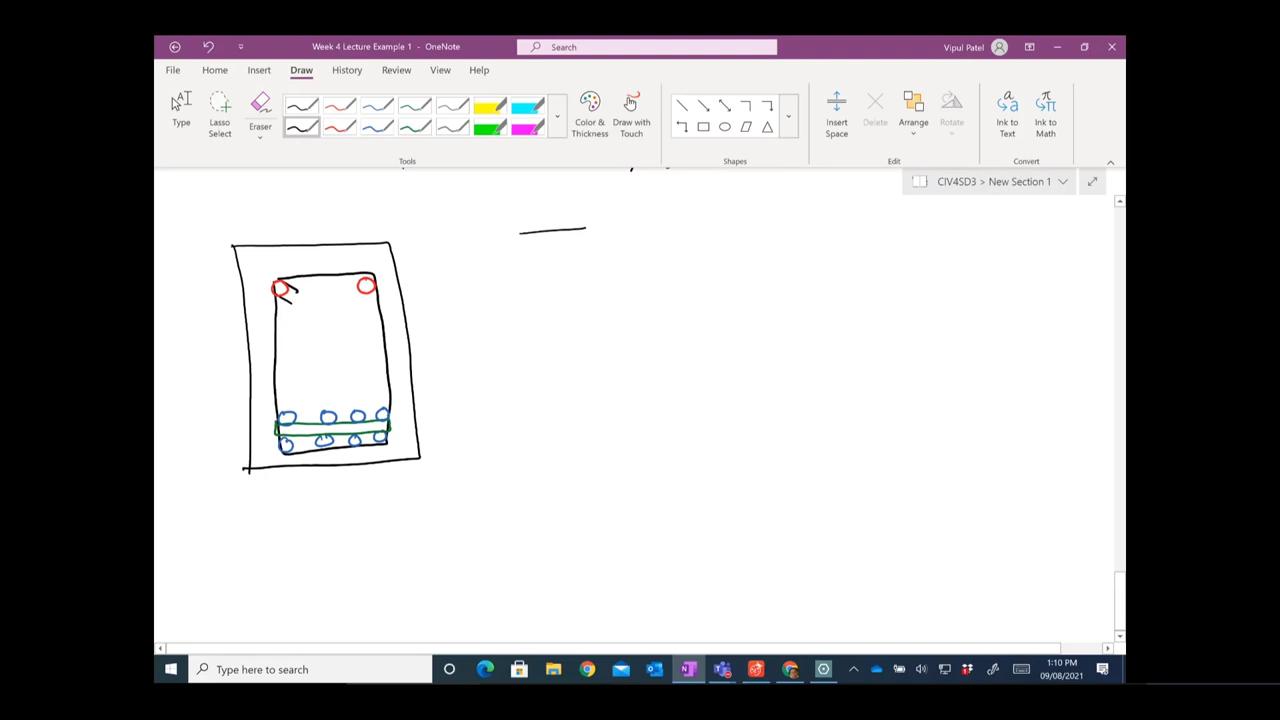 Week 4 Lecture Example 1 - OneNote
Search
Vipul Patel
File
Home
Insert
Draw
History
Review
View
Help
Type
Lasso
Select
Eraser
Color &
Thickness
Draw with
Touch
Insert
Space
Delete
Arrange
Rotate
Ink to
Text
Ink to
Math
Tools
Shapes
Edit
Convert
CIV4SD3 > New Section 1
Type here to search
1:10 PM
09/08/2021